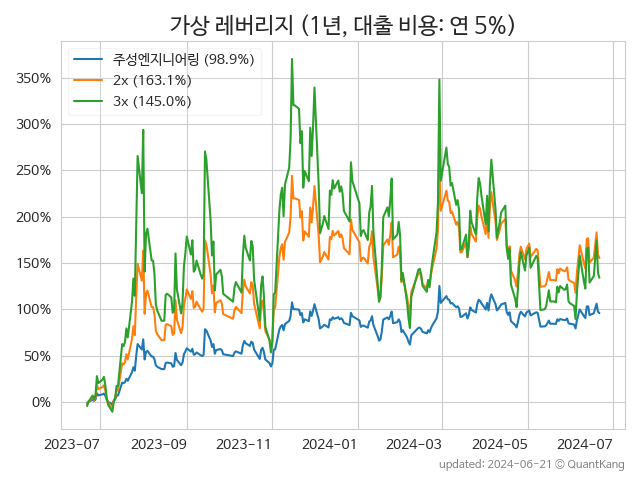 가상 레버리지 (1년, 대출 비용: 연 5%)
주성엔지니어링 (98.9%)
2x (163.1%)
3x (145.0%)
350%
300%
250%
200%
150%
100%
50%
0%
2023-07 2023-09 2023-11 2024-01 2024-03 2024-05 2024-07
updated: 2024-06-21 © QuantKang